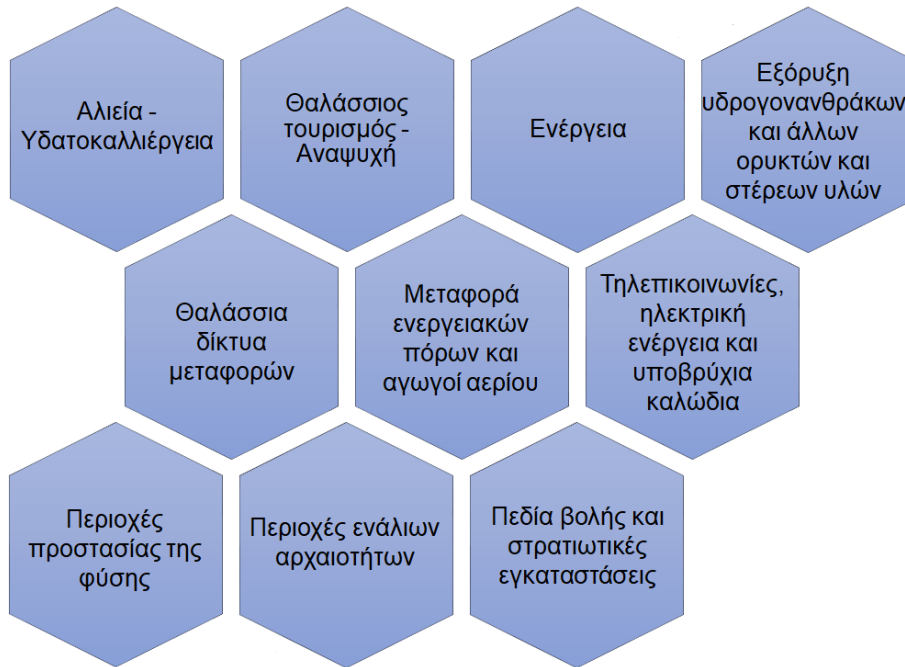 Αλιεία -
Υδατοκαλλιέργεια
Θαλάσσιος
τουρισμός -
Αναψυχή
Ενέργεια
Εξόρυξη
υδρογονανθράκων
και άλλων
ορυκτών και
στέρεων υλών
Θαλάσσια
δίκτυα
μεταφορών
Μεταφορά
ενεργειακών
πόρων και
αγωγοί αερίου
Τηλεπικοινωνίες,
ηλεκτρική
ενέργεια και
υποβρύχια
καλώδια
Περιοχές
προστασίας της
φύσης
Περιοχές ενάλιων
αρχαιοτήτων
Πεδία βολής και
στρατιωτικές
εγκαταστάσεις